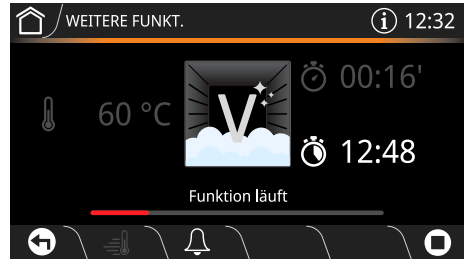 WEITERE FUNKT.
i 12:32
60 °C
V
00:16'
12:48
Funktion läuft